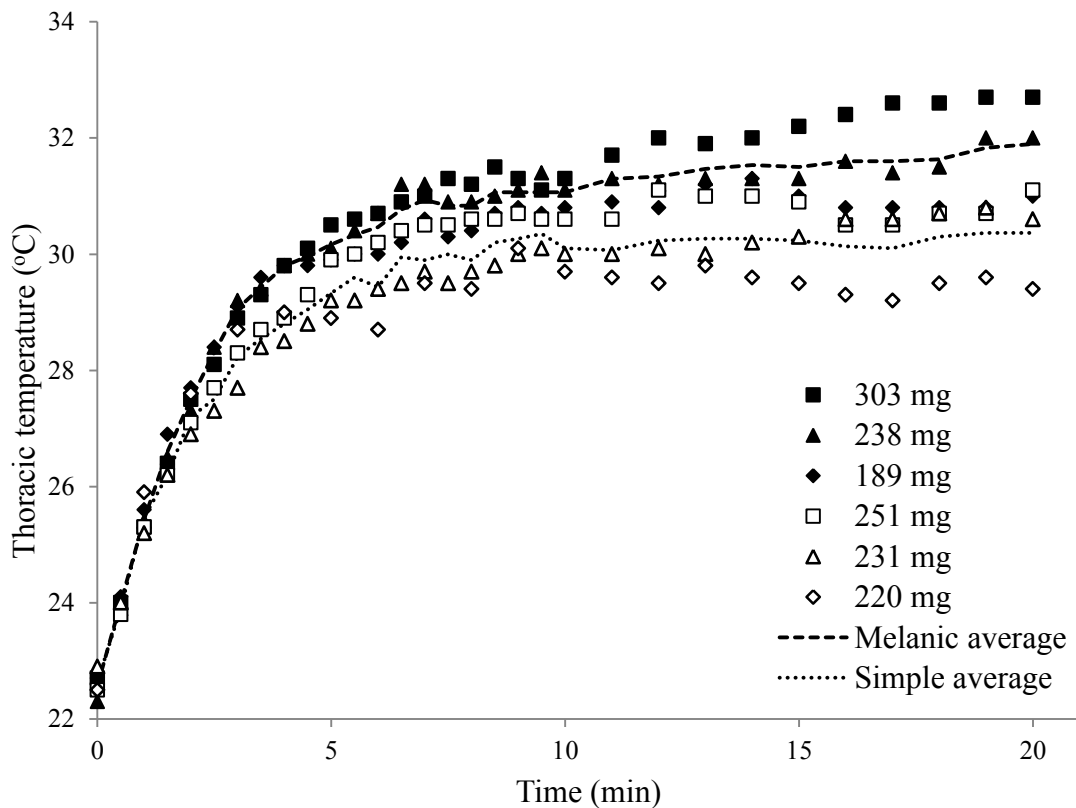 34
32
30
28
26
24
22
Thoracic temperature (°C)
303 mg
238 mg
189 mg
251 mg
231 mg
220 mg
Melanic average
Simple average
0 5 10 15 20
Time (min)